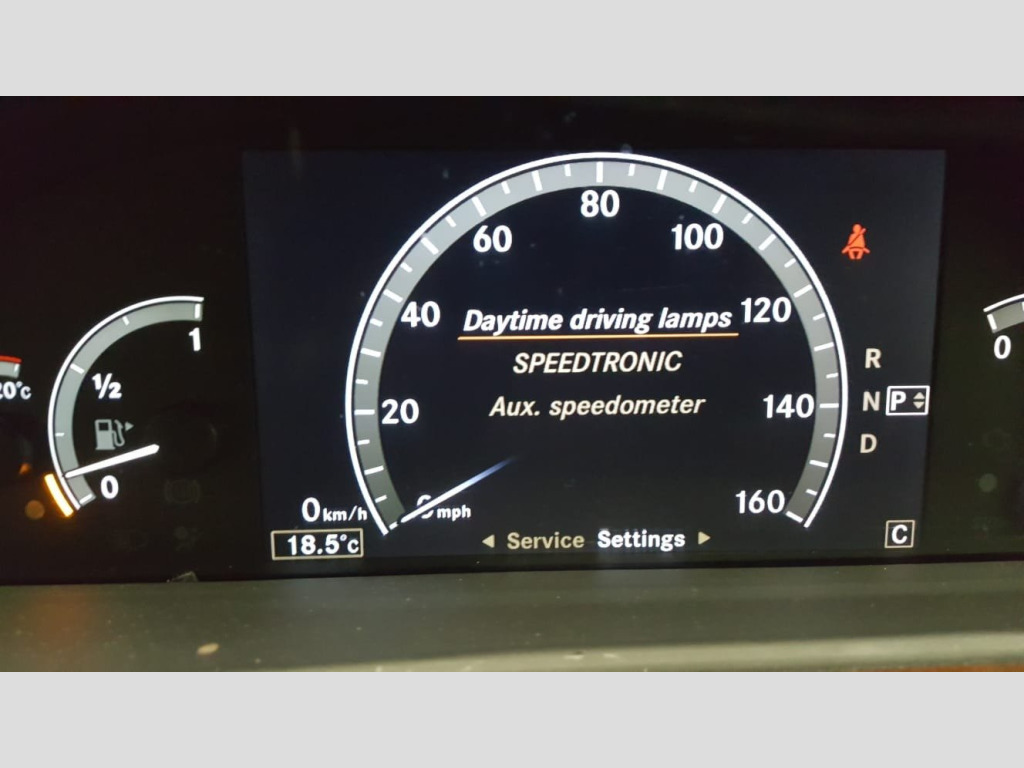 80
60
100
40
120
Daytime driving lamps
1
0
SPEEDTRONIC
R
½
20
Aux. speedometer
140
N
P
D
0
160
0 km/h
mph
18.5°c
Service
Settings
C